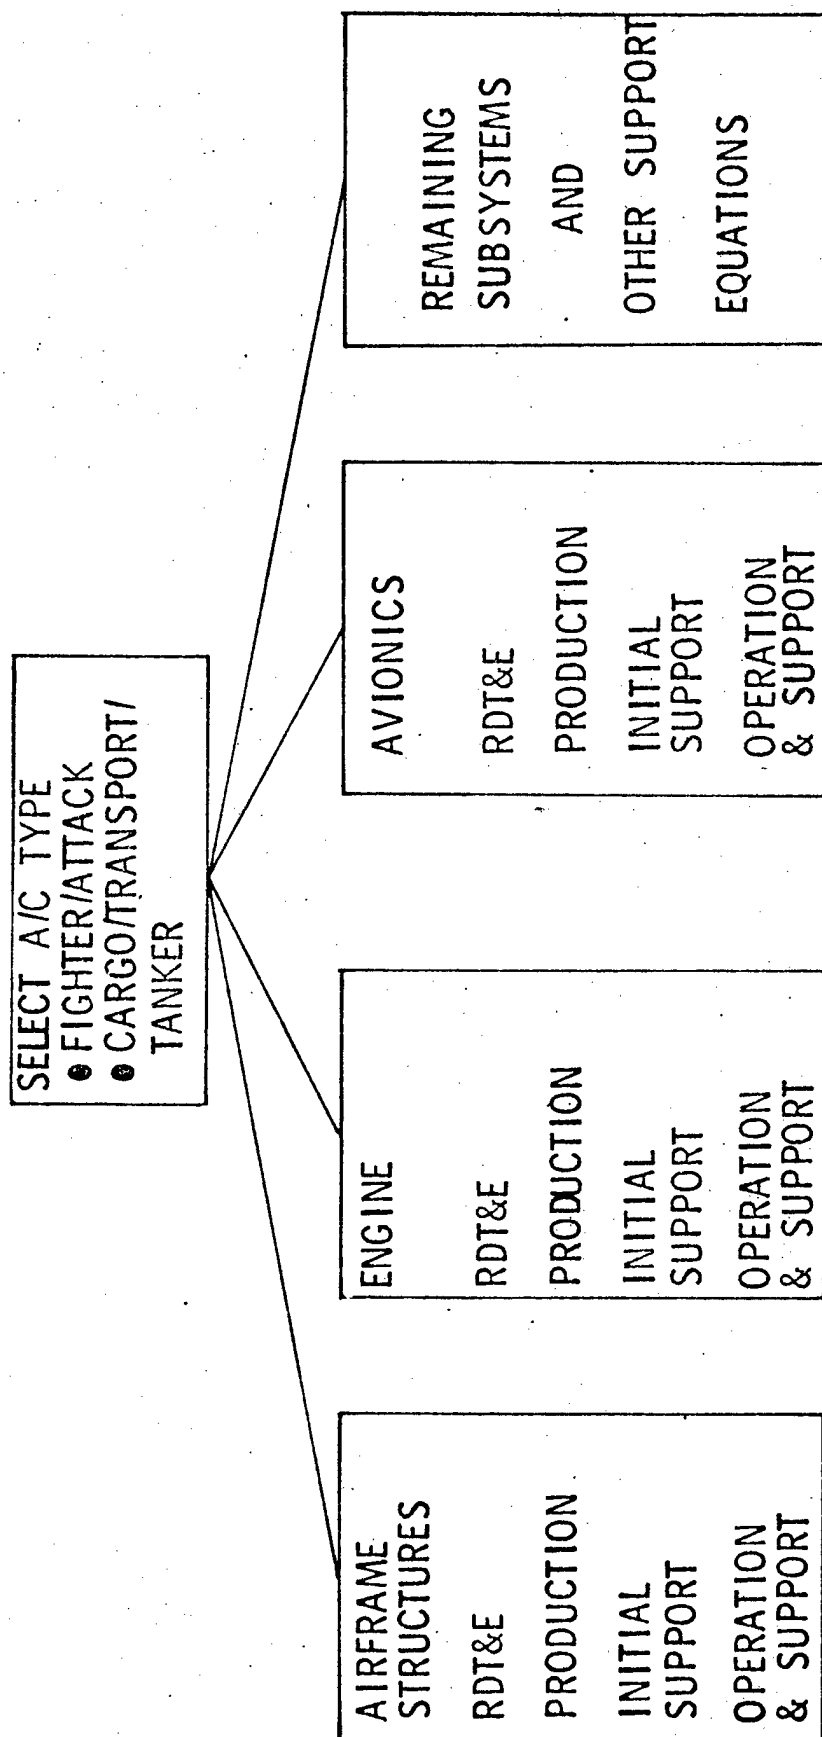 SELECT A/C TYPE
● FIGHTER/ATTACK
● CARGO/TRANSPORT/
TANKER
AIRFRAME
STRUCTURES
RDT&E
PRODUCTION
INITIAL
SUPPORT
OPERATION
& SUPPORT
ENGINE
RDT&E
PRODUCTION
INITIAL
SUPPORT
OPERATION
& SUPPORT
AVIONICS
RDT&E
PRODUCTION
INITIAL
SUPPORT
OPERATION
& SUPPORT
REMAINING
SUBSYSTEMS
AND
OTHER SUPPORT
EQUATIONS